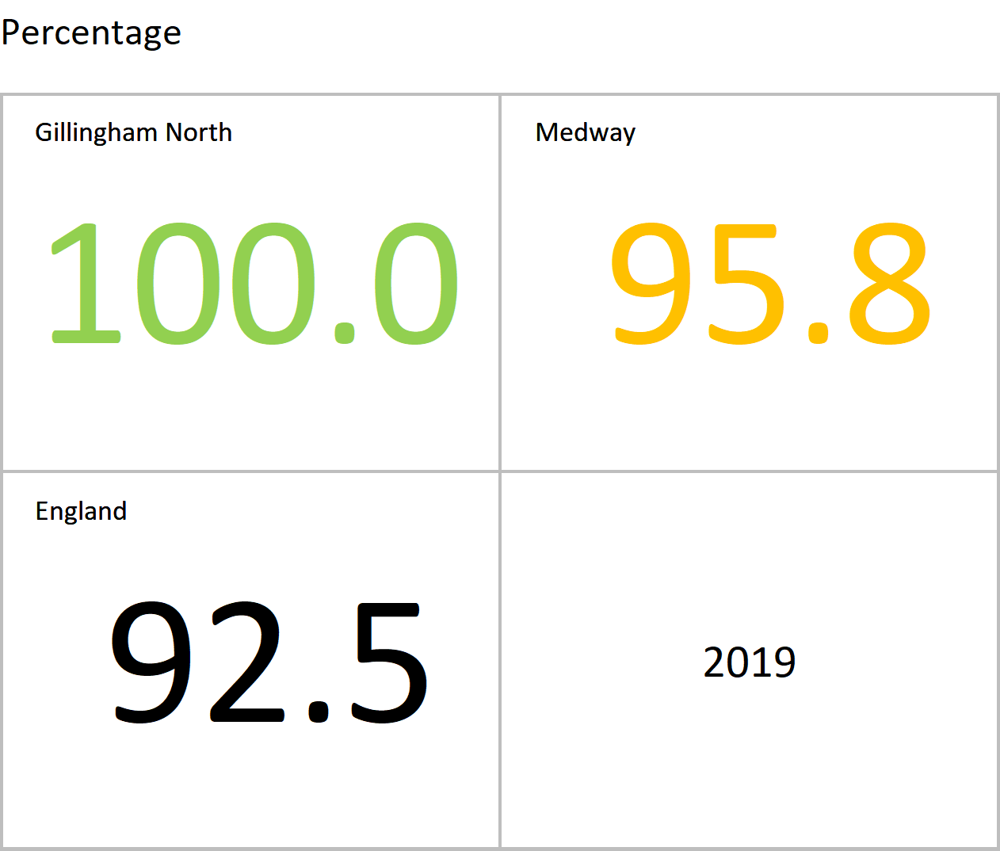 Percentage
Gillingham North
100.0
Medway
95.8
England
92.5
2019